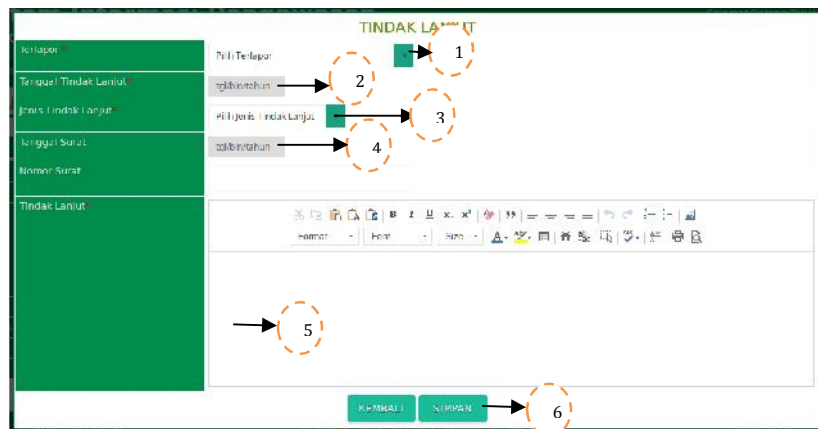 TINDAK LANJUT
Terlapor *
Pilih Terlapor
1
Tanggal Tindak Lanjut*
tgl/bln/tahun
2
Jenis Tindak Lanjut*
Pilih Jenis Tindak Lanjut
3
Tanggal Surat
tgl/bln/tahun
4
Nomor Surat
Tindak Lanjut*
B I U x₂ x²
Format Font Size A
5
KEMBALI SIMPAN
6